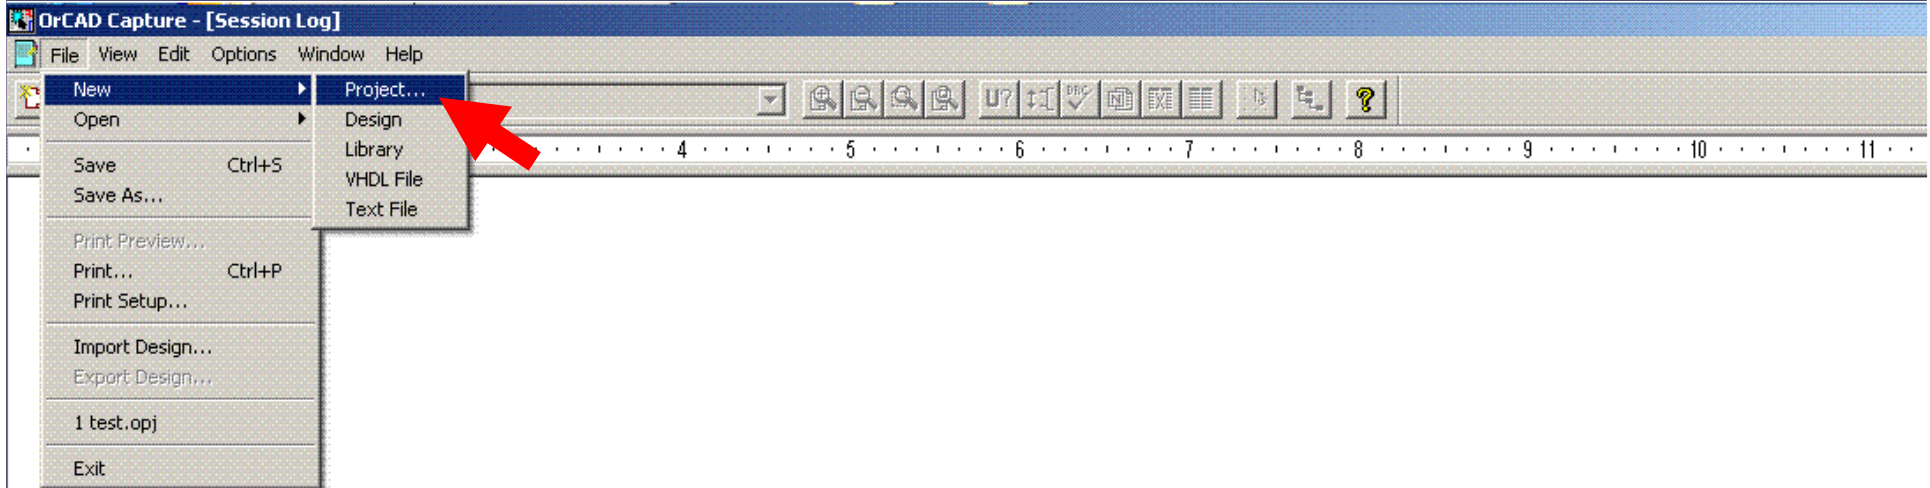 OrCAD Capture - [Session Log]
File View Edit Options Window Help
New
Open
Save Ctrl+S
Save As...
Print Preview...
Print... Ctrl+P
Print Setup...
Import Design...
Export Design...
1 test.opj
Exit
Project...
Design
Library
VHDL File
Text File
U? DRC ?
4 5 6 7 8 9 10 11